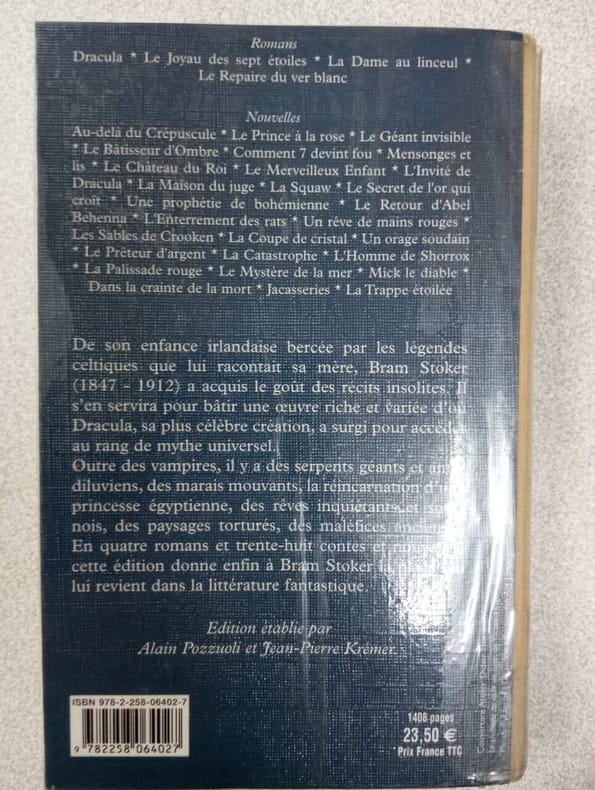 Romans
Dracula * Le Joyau des sept étoiles * La Dame au linceul *
Le Repaire du ver blanc
Nouvelles
Au-delà du Crépuscule * Le Prince à la rose * Le Géant invisible
* Le Bâtisseur d'Ombre * Comment 7 devint fou * Mensonges et
lis * Le Château du Roi * Le Merveilleux Enfant * L'Invité de
Dracula * La Maison du juge * La Squaw * Le Secret de l'or qui
croît * Une prophétie de bohémienne * Le Retour d'Abel
Behenna * L'Enterrement des rats * Un rêve de mains rouges *
Les Sables de Crooken * La Coupe de cristal * Un orage soudain
* Le Prêteur d'argent * La Catastrophe * L'Homme de Shorrox
* La Palissade rouge * Le Mystère de la mer * Mick le diable *
Dans la crainte de la mort * Jacasseries * La Trappe étoilée
De son enfance irlandaise bercée par les légendes
celtiques que lui racontait sa mère, Bram Stoker
(1847 - 1912) a acquis le goût des récits insolites. Il
s'en servira pour bâtir une œuvre riche et variée d'où
Dracula, sa plus célèbre création, a surgi pour accéder
au rang de mythe universel.
Outre des vampires, il y a des serpents géants et
diluviens, des marais mouvants, la réincarnation
princesse égyptienne, des rêves inquiétants et
nois, des paysages torturés, des maléfices
En quatre romans et trente-huit contes et
cette édition donne enfin à Bram Stoker la
lui revient dans la littérature fantastique.
Edition établie par
Alain Pozzuoli et Jean-Pierre Krémer.
ISBN 978-2-258-06402-7
9 782258 064027
1408 pages
23,50 €
Prix France TTC